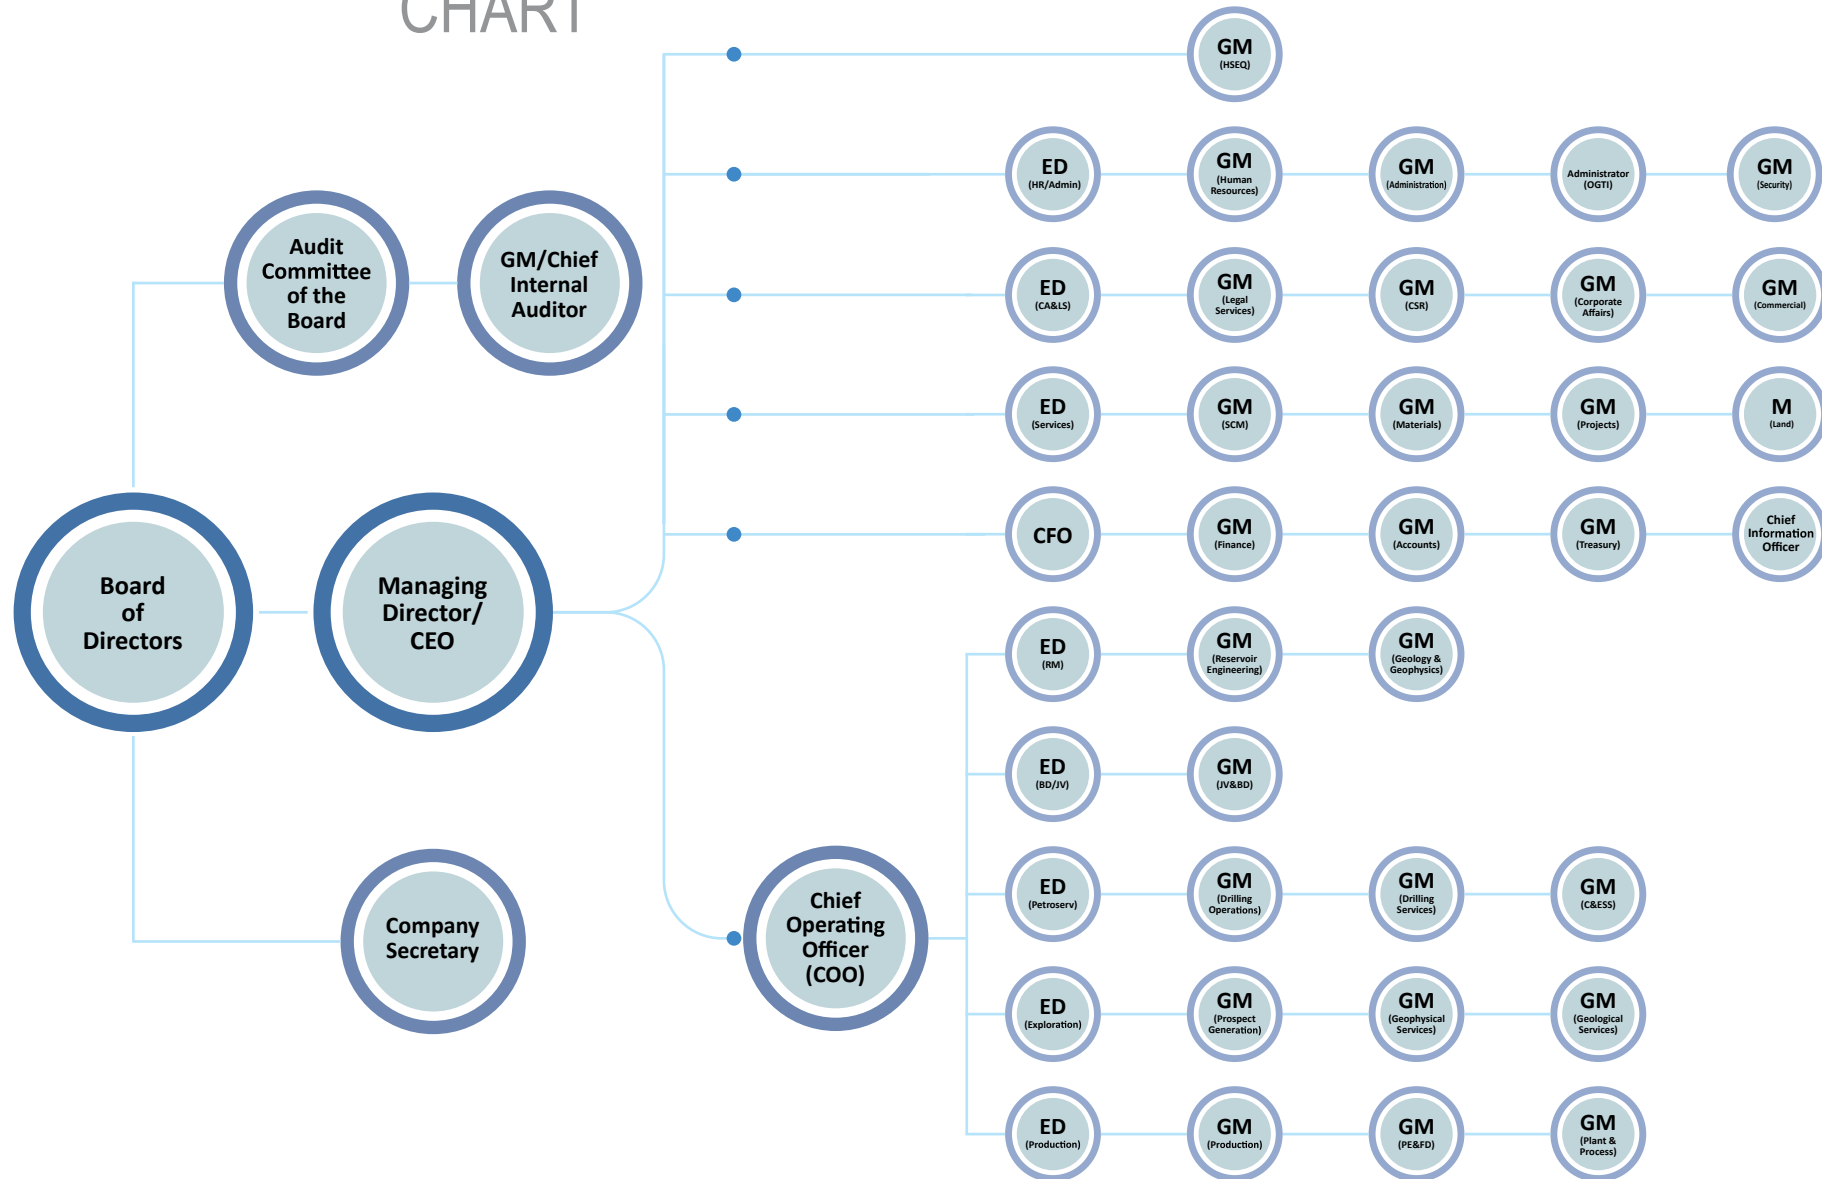 CHART
GM
(HSEQ)
ED
(HR/Admin)
GM
(Human
Resources)
GM
(Administration)
Administrator
(OGTI)
GM
(Security)
Audit
Committee
of the
Board
GM/Chief
Internal
Auditor
ED
(CA&LS)
GM
(Legal
Services)
GM
(CSR)
GM
(Corporate
Affairs)
GM
(Commercial)
ED
(Services)
GM
(SCM)
GM
(Materials)
GM
(Projects)
M
(Land)
CFO
GM
(Finance)
GM
(Accounts)
GM
(Treasury)
Chief
Information
Officer
Board
of
Directors
Managing
Director/
CEO
ED
(RM)
GM
(Reservoir
Engineering)
GM
(Geology &
Geophysics)
ED
(BD/JV)
GM
(JV&BD)
Company
Secretary
Chief
Operating
Officer
(COO)
ED
(Petroserv)
GM
(Drilling
Operations)
GM
(Drilling
Services)
GM
(C&ESS)
ED
(Exploration)
GM
(Prospect
Generation)
GM
(Geophysical
Services)
GM
(Geological
Services)
ED
(Production)
GM
(Production)
GM
(PE&FD)
GM
(Plant &
Process)